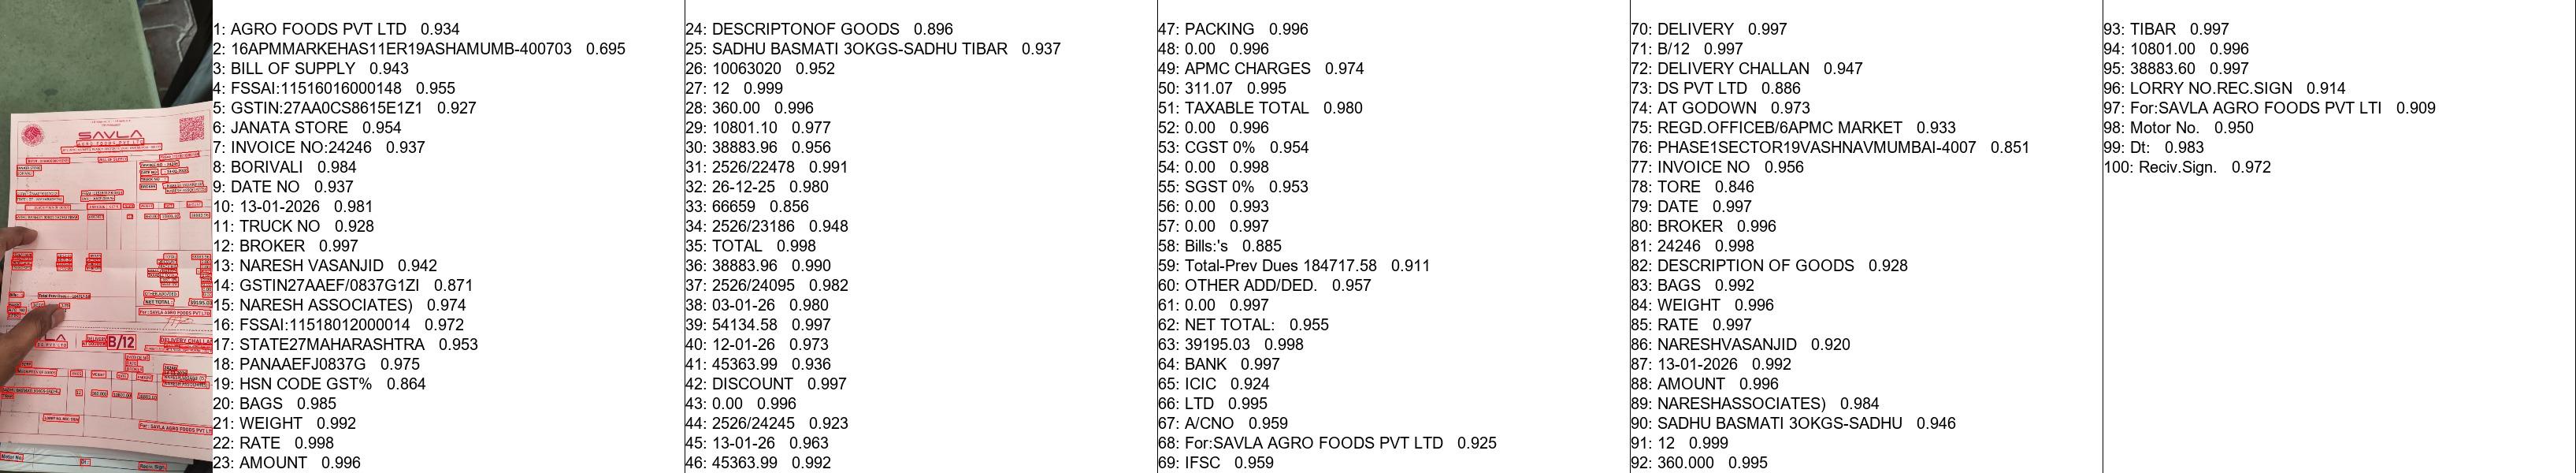 SAVLA
B/12
1: AGRO FOODS PVT LTD 0.934
2: 16APMMARKEHAS11ER19ASHAMUMB-400703 0.695
3: BILL OF SUPPLY 0.943
4: FSSAI:11516016000148 0.955
5: GSTIN:27AA0CS8615E1Z1 0.927
6: JANATA STORE 0.954
7: INVOICE NO:24246 0.937
8: BORIVALI 0.984
9: DATE NO 0.937
10: 13-01-2026 0.981
11: TRUCK NO 0.928
12: BROKER 0.997
13: NARESH VASANJID 0.942
14: GSTIN27AAEF/0837G1ZI 0.871
15: NARESH ASSOCIATES) 0.974
16: FSSAI:11518012000014 0.972
17: STATE27MAHARASHTRA 0.953
18: PANAAEFJ0837G 0.975
19: HSN CODE GST% 0.864
20: BAGS 0.985
21: WEIGHT 0.992
22: RATE 0.998
23: AMOUNT 0.996
24: DESCRIPTONOF GOODS 0.896
25: SADHU BASMATI 3OKGS-SADHU TIBAR 0.937
26: 10063020 0.952
27: 12 0.999
28: 360.00 0.996
29: 10801.10 0.977
30: 38883.96 0.956
31: 2526/22478 0.991
32: 26-12-25 0.980
33: 66659 0.856
34: 2526/23186 0.948
35: TOTAL 0.998
36: 38883.96 0.990
37: 2526/24095 0.982
38: 03-01-26 0.980
39: 54134.58 0.997
40: 12-01-26 0.973
41: 45363.99 0.936
42: DISCOUNT 0.997
43: 0.00 0.996
44: 2526/24245 0.923
45: 13-01-26 0.963
46: 45363.99 0.992
47: PACKING 0.996
48: 0.00 0.996
49: APMC CHARGES 0.974
50: 311.07 0.995
51: TAXABLE TOTAL 0.980
52: 0.00 0.996
53: CGST 0% 0.954
54: 0.00 0.998
55: SGST 0% 0.953
56: 0.00 0.993
57: 0.00 0.997
58: Bills:'s 0.885
59: Total-Prev Dues 184717.58 0.911
60: OTHER ADD/DED. 0.957
61: 0.00 0.997
62: NET TOTAL: 0.955
63: 39195.03 0.998
64: BANK 0.997
65: ICIC 0.924
66: LTD 0.995
67: A/CNO 0.959
68: For:SAVLA AGRO FOODS PVT LTD 0.925
69: IFSC 0.959
70: DELIVERY 0.997
71: B/12 0.997
72: DELIVERY CHALLAN 0.947
73: DS PVT LTD 0.886
74: AT GODOWN 0.973
75: REGD.OFFICEB/6APMC MARKET 0.933
76: PHASE1SECTOR19VASHNAVMUMBAI-4007 0.851
77: INVOICE NO 0.956
78: TORE 0.846
79: DATE 0.997
80: BROKER 0.996
81: 24246 0.998
82: DESCRIPTION OF GOODS 0.928
83: BAGS 0.992
84: WEIGHT 0.996
85: RATE 0.997
86: NARESHVASANJID 0.920
87: 13-01-2026 0.992
88: AMOUNT 0.996
89: NARESHASSOCIATES) 0.984
90: SADHU BASMATI 3OKGS-SADHU 0.946
91: 12 0.999
92: 360.000 0.995
93: TIBAR 0.997
94: 10801.00 0.996
95: 38883.60 0.997
96: LORRY NO.REC.SIGN 0.914
97: For:SAVLA AGRO FOODS PVT LTI 0.909
98: Motor No. 0.950
99: Dt: 0.983
100: Reciv.Sign. 0.972